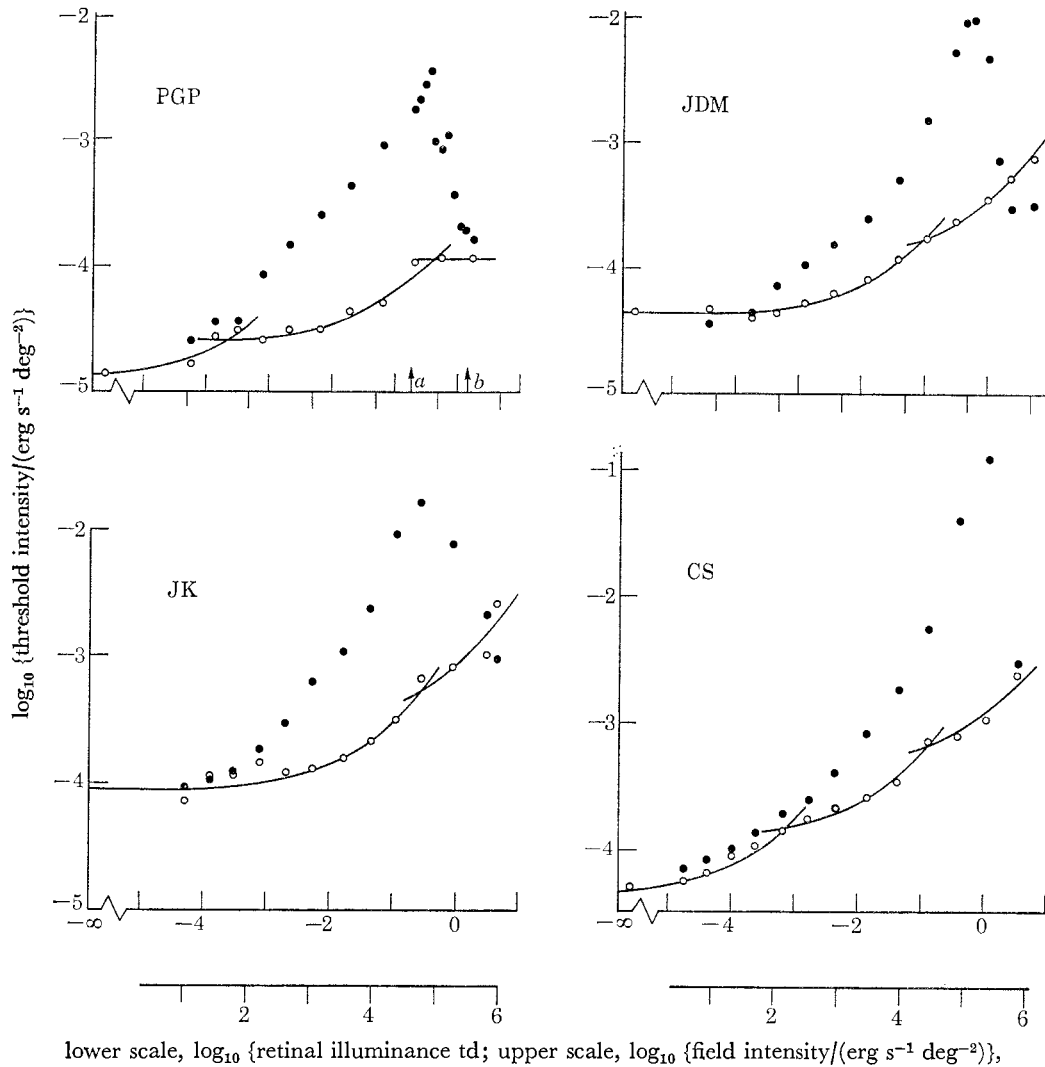 −2
−3
−4
−5
PGP
a
b
−2
−3
−4
−5
JDM
log₁₀ {threshold intensity/(erg s⁻¹ deg⁻²)}
−2
−3
−4
−5
JK
−∞ −4 −2 0
2 4 6
−1
−2
−3
−4
CS
−∞ −4 −2 0
2 4 6
lower scale, log₁₀ {retinal illuminance td; upper scale, log₁₀ {field intensity/(erg s⁻¹ deg⁻²)},